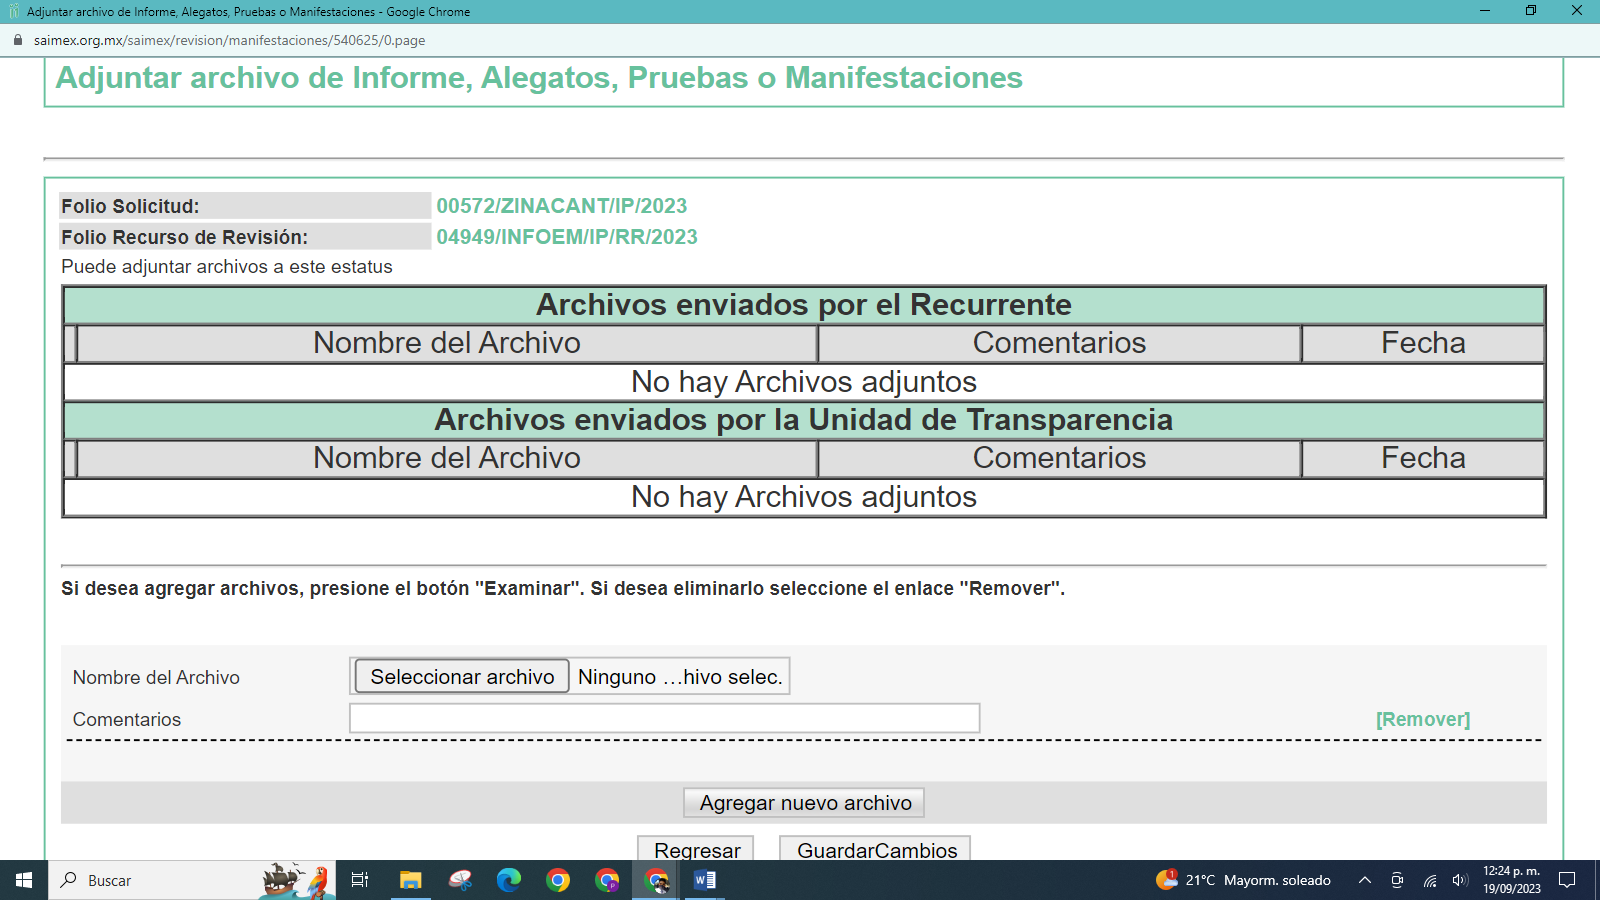 Adjuntar archivo de Informe, Alegatos, Pruebas o Manifestaciones - Google Chrome
saimex.org.mx/saimex/revision/manifestaciones/540625/0.page
Adjuntar archivo de Informe, Alegatos, Pruebas o Manifestaciones
Folio Solicitud: 00572/ZINACANT/IP/2023
Folio Recurso de Revisión: 04949/INFOEM/IP/RR/2023
Puede adjuntar archivos a este estatus
Archivos enviados por el Recurrente
Nombre del Archivo Comentarios Fecha
No hay Archivos adjuntos
Archivos enviados por la Unidad de Transparencia
Nombre del Archivo Comentarios Fecha
No hay Archivos adjuntos
Si desea agregar archivos, presione el botón "Examinar". Si desea eliminarlo seleccione el enlace "Remover".
Nombre del Archivo Seleccionar archivo Ninguno …hivo selec.
Comentarios [Remover]
Agregar nuevo archivo
Regresar GuardarCambios
Buscar 1 21°C Mayorm. soleado 12:24 p. m.
19/09/2023